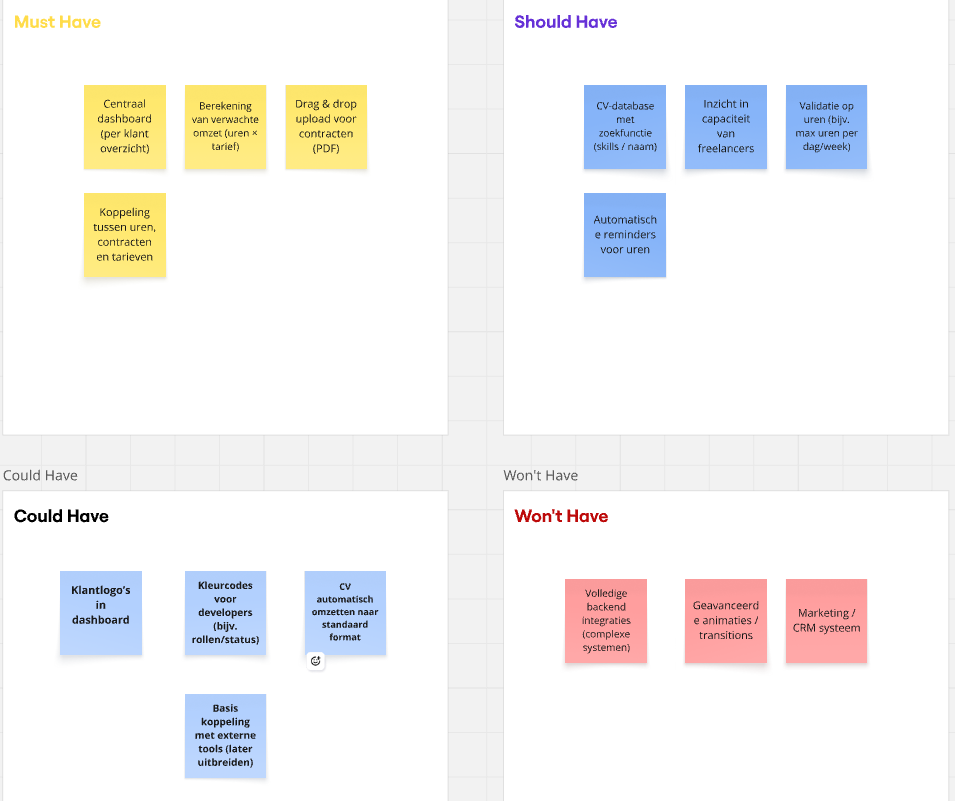 Must Have
Centraal
dashboard
(per klant
overzicht)
Berekening
van verwachte
omzet (uren ×
tarief)
Drag & drop
upload voor
contracten
(PDF)
Koppeling
tussen uren,
contracten
en tarieven
Should Have
CV-database
met
zoekfunctie
(skills / naam)
Inzicht in
capaciteit
van
freelancers
Validatie op
uren (bijv.
max uren per
dag/week)
Automatisch
e reminders
voor uren
Could Have
Could Have
Klantlogo's
in
dashboard
Kleurcodes
voor
developers
(bijv.
rollen/status)
CV
automatisch
omzetten naar
standaard
format
Basis
koppeling
met externe
tools (later
uitbreiden)
Won't Have
Won't Have
Volledige
backend
integraties
(complexe
systemen)
Geavanceerd
e animaties /
transitions
Marketing /
CRM systeem